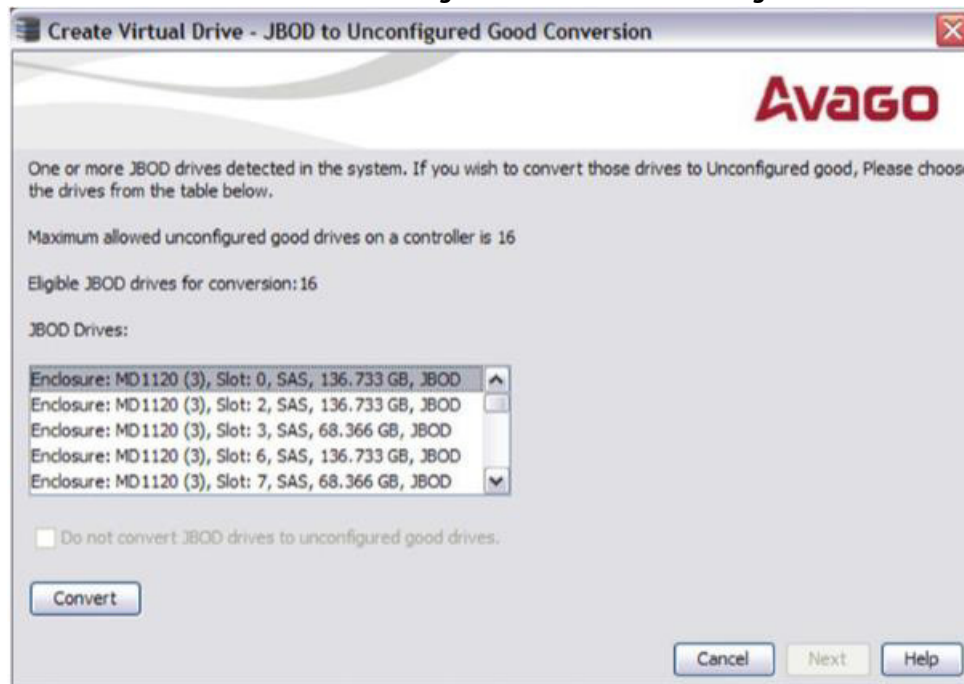 Create Virtual Drive - JBOD to Unconfigured Good Conversion
Avago
One or more JBOD drives detected in the system. If you wish to convert those drives to Unconfigured good, Please choose
the drives from the table below.
Maximum allowed unconfigured good drives on a controller is 16
Eligible JBOD drives for conversion:16
JBOD Drives:
Enclosure: MD1120 (3), Slot: 0, SAS, 136.733 GB, JBOD
Enclosure: MD1120 (3), Slot: 2, SAS, 136.733 GB, JBOD
Enclosure: MD1120 (3), Slot: 3, SAS, 68.366 GB, JBOD
Enclosure: MD1120 (3), Slot: 6, SAS, 136.733 GB, JBOD
Enclosure: MD1120 (3), Slot: 7, SAS, 68.366 GB, JBOD
Do not convert JBOD drives to unconfigured good drives.
Convert
Cancel Next Help